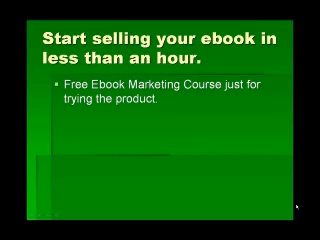 Start selling your ebook in
less than an hour.
Free Ebook Marketing Course just for
trying the product.